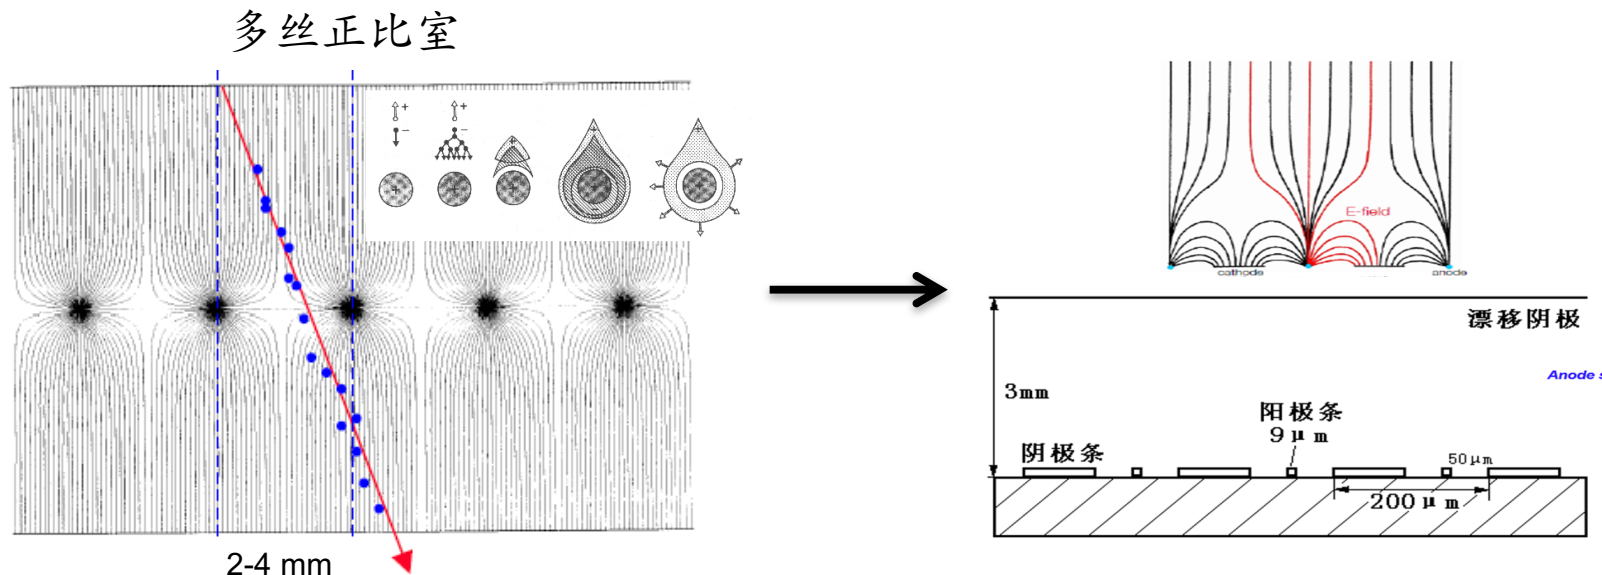 多丝正比室
E-field
cathode
anode
漂移阴极
Anode s
3mm
阳极条
9μm
阴极条
50μm
200μm
2-4 mm